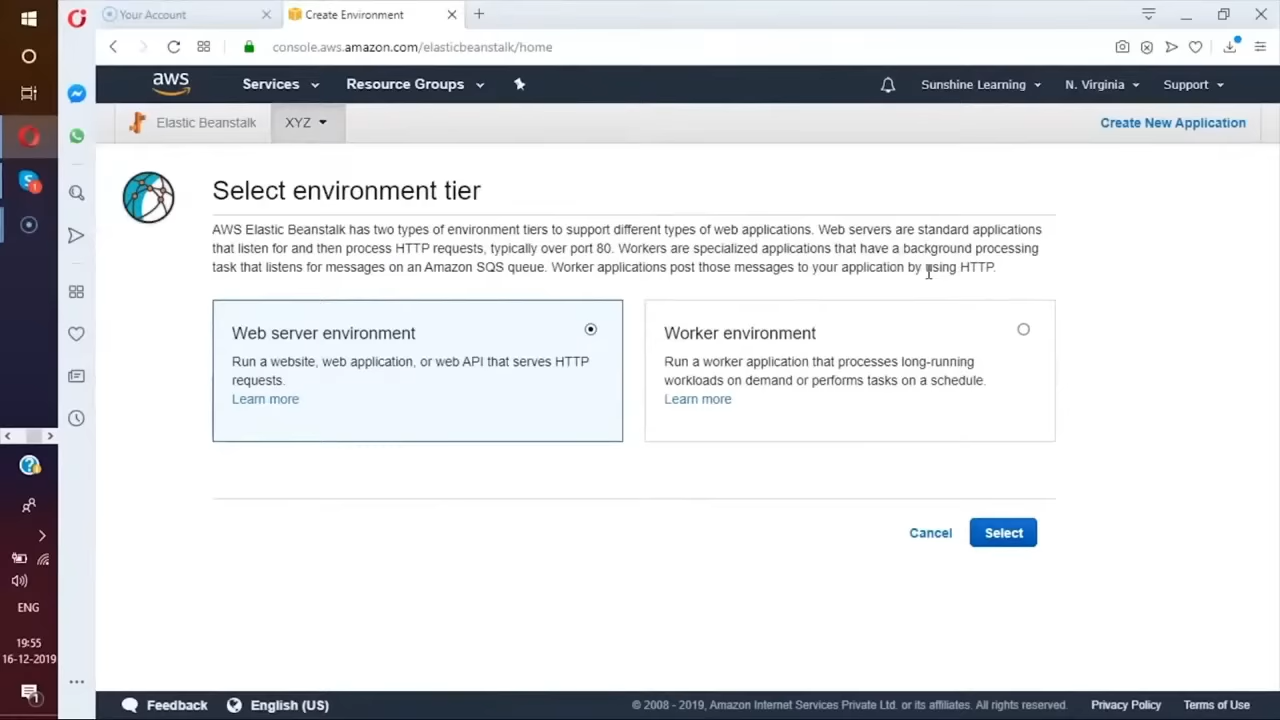 Your Account
Create Environment
console.aws.amazon.com/elasticbeanstalk/home
aws
Services
Resource Groups
Sunshine Learning
N. Virginia
Support
Elastic Beanstalk
XYZ
Create New Application
Select environment tier
AWS Elastic Beanstalk has two types of environment tiers to support different types of web applications. Web servers are standard applications
that listen for and then process HTTP requests, typically over port 80. Workers are specialized applications that have a background processing
task that listens for messages on an Amazon SQS queue. Worker applications post those messages to your application by using HTTP.
Web server environment
Run a website, web application, or web API that serves HTTP
requests.
Learn more
Worker environment
Run a worker application that processes long-running
workloads on demand or performs tasks on a schedule.
Learn more
Cancel
Select
ENG
19:55
16-12-2019
1
Feedback
English (US)
© 2008 - 2019, Amazon Internet Services Private Ltd. or its affiliates. All rights reserved.
Privacy Policy
Terms of Use